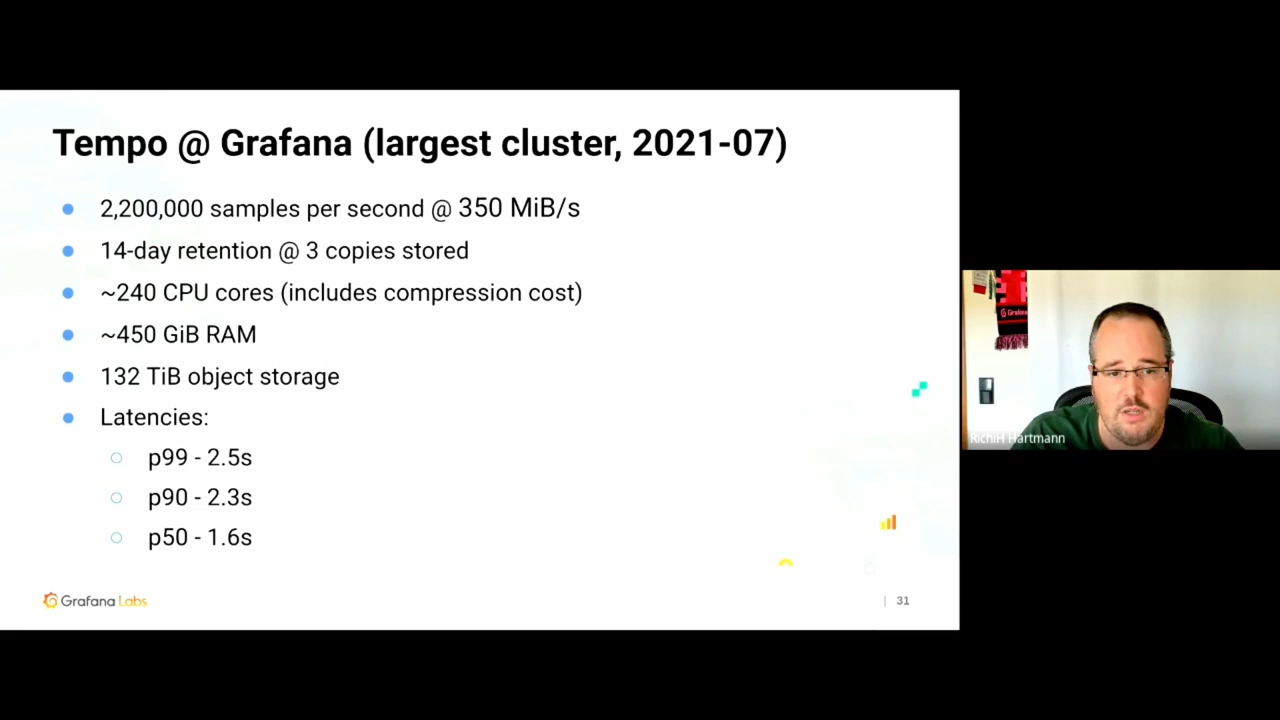 Tempo @ Grafana (largest cluster, 2021-07)
2,200,000 samples per second @ 350 MiB/s
14-day retention @ 3 copies stored
~240 CPU cores (includes compression cost)
~450 GiB RAM
132 TiB object storage
Latencies:
p99 - 2.5s
p90 - 2.3s
p50 - 1.6s
Grafana Labs
| 31
Grafana
RichiH Hartmann